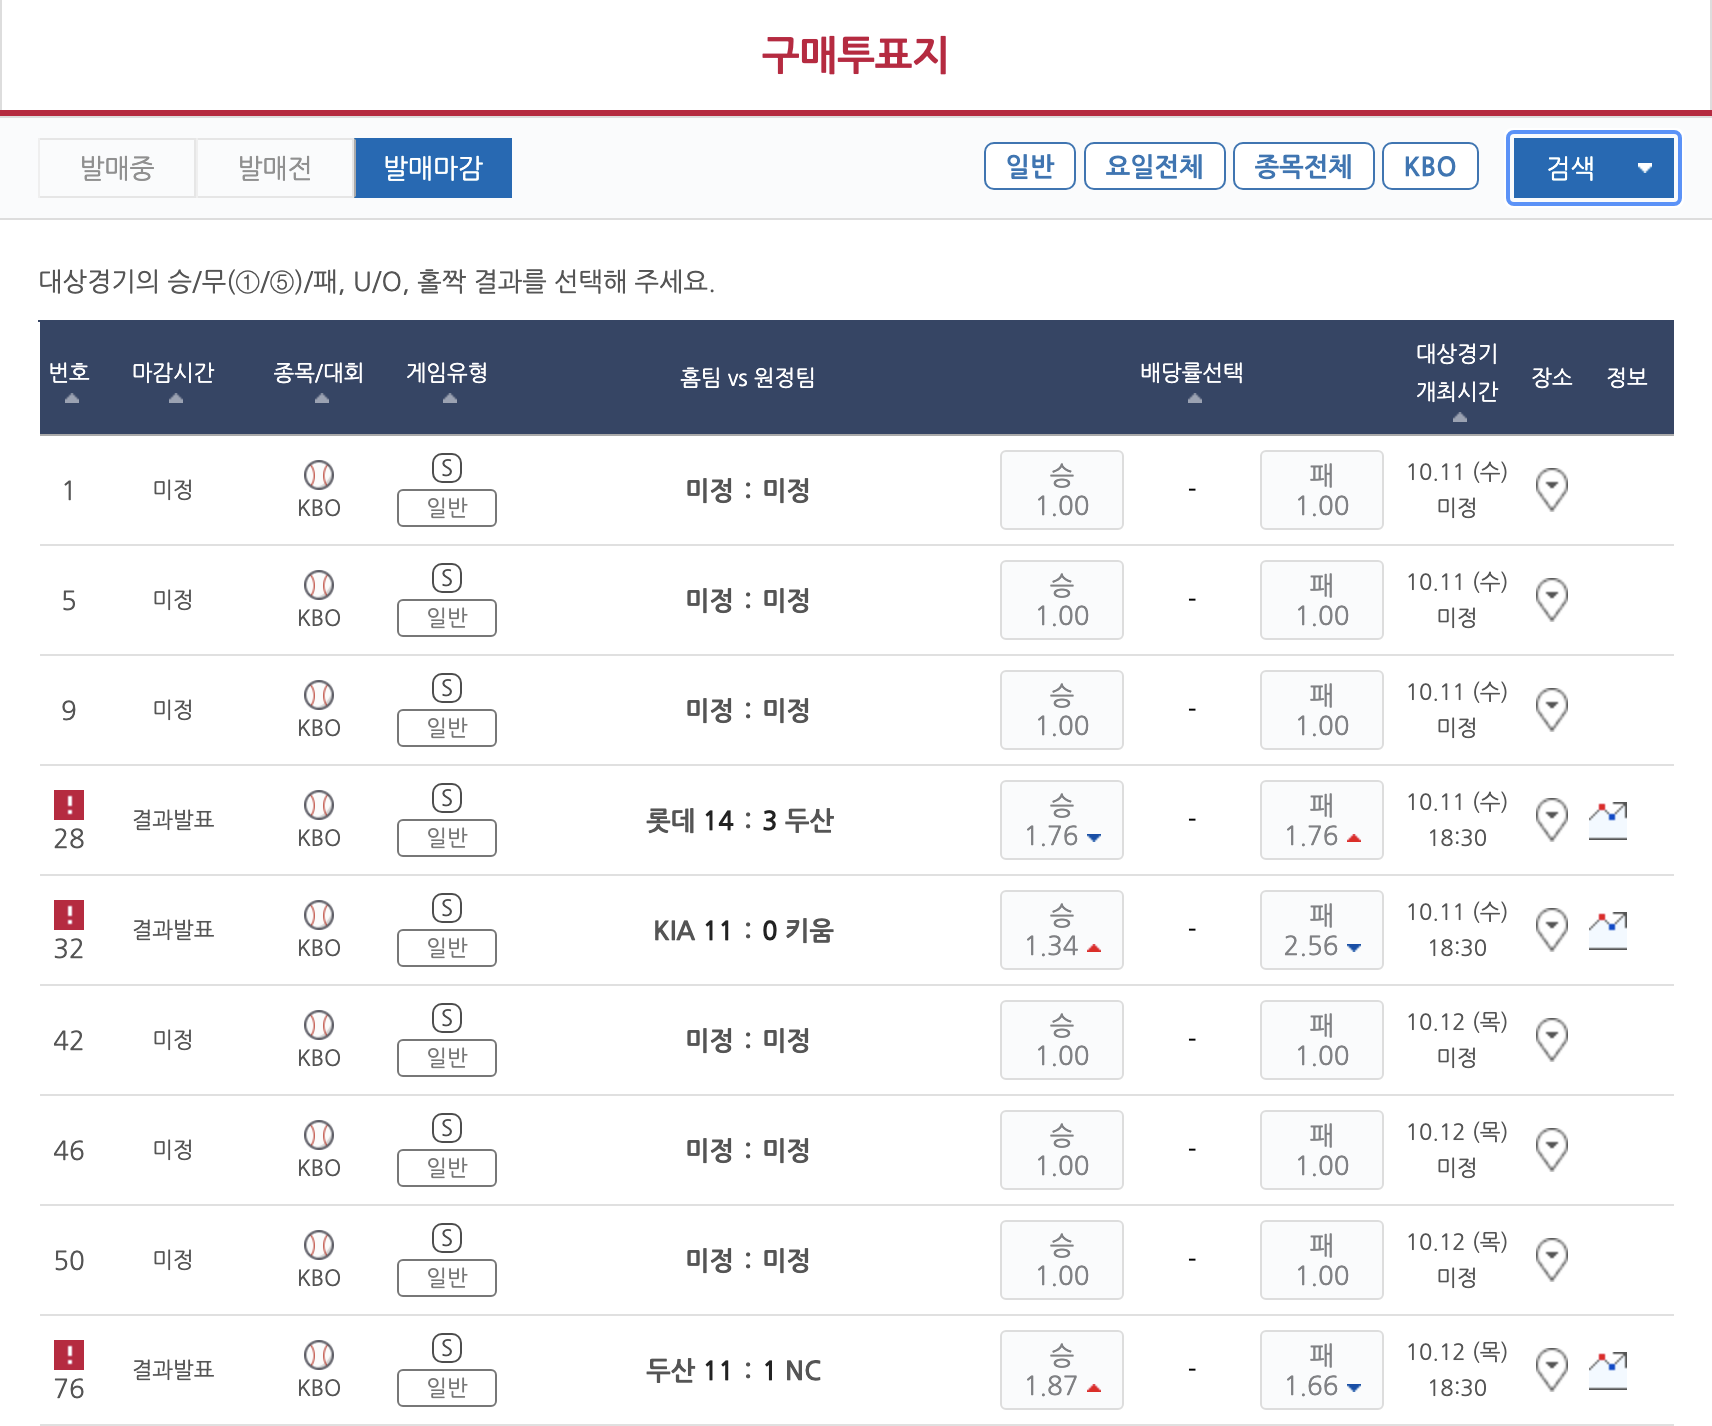 구매투표지
발매중 발매전 발매마감 일반 요일전체 종목전체 KBO 검색
대상경기의 승/무(①/⑤)/패, U/O, 홀짝 결과를 선택해 주세요.
번호 마감시간 종목/대회 게임유형 홈팀 vs 원정팀 배당률선택 대상경기 개최시간 장소 정보
1 미정 KBO S 일반 미정 : 미정 승 1.00 - 패 1.00 10.11 (수) 미정
5 미정 KBO S 일반 미정 : 미정 승 1.00 - 패 1.00 10.11 (수) 미정
9 미정 KBO S 일반 미정 : 미정 승 1.00 - 패 1.00 10.11 (수) 미정
! 28 결과발표 KBO S 일반 롯데 14 : 3 두산 승 1.76 - 패 1.76 10.11 (수) 18:30
! 32 결과발표 KBO S 일반 KIA 11 : 0 키움 승 1.34 - 패 2.56 10.11 (수) 18:30
42 미정 KBO S 일반 미정 : 미정 승 1.00 - 패 1.00 10.12 (목) 미정
46 미정 KBO S 일반 미정 : 미정 승 1.00 - 패 1.00 10.12 (목) 미정
50 미정 KBO S 일반 미정 : 미정 승 1.00 - 패 1.00 10.12 (목) 미정
! 76 결과발표 KBO S 일반 두산 11 : 1 NC 승 1.87 - 패 1.66 10.12 (목) 18:30